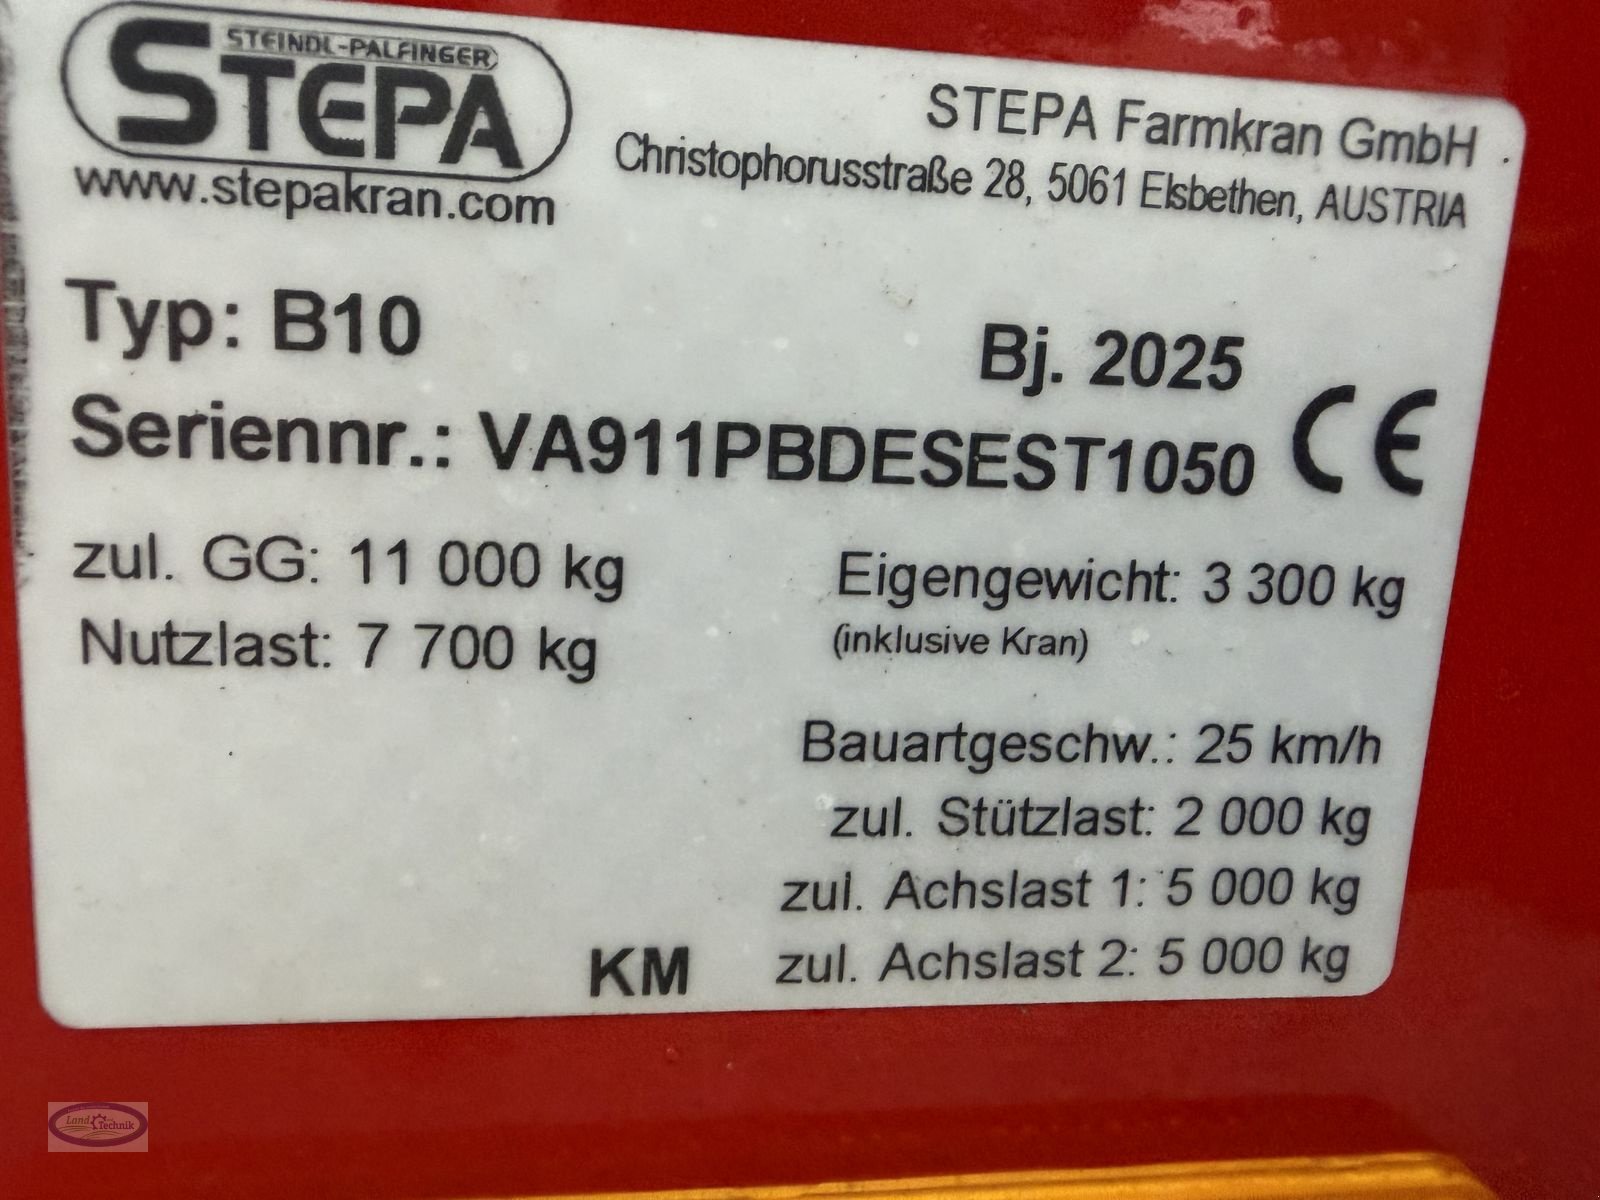 STEINDL-PALFINGER
STEPA
www.stepakran.com
STEPA Farmkran GmbH
Christophorusstraße 28, 5061 Elsbethen, AUSTRIA
Typ: B10
Bj. 2025
Seriennr.: VA911PBDESEST1050
CE
zul. GG: 11 000 kg
Eigengewicht: 3 300 kg
(inklusive Kran)
Nutzlast: 7 700 kg
Bauartgeschw.: 25 km/h
zul. Stützlast: 2 000 kg
zul. Achslast 1: 5 000 kg
KM zul. Achslast 2: 5 000 kg
Land Technik